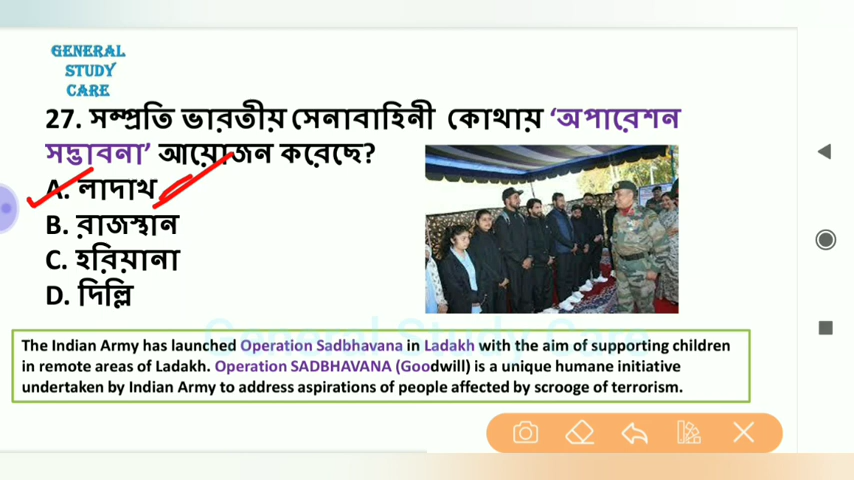 GENERAL
STUDY
CARE
27. সম্প্রতি ভারতীয় সেনাবাহিনী কোথায় ‘অপারেশন
সদ্ভাবনা’ আয়োজন করেছে?
A. লাদাখ
B. রাজস্থান
C. হরিয়ানা
D. দিল্লি
General Study Care
The Indian Army has launched Operation Sadbhavana in Ladakh with the aim of supporting children
in remote areas of Ladakh. Operation SADBHAVANA (Goodwill) is a unique humane initiative
undertaken by Indian Army to address aspirations of people affected by scrooge of terrorism.